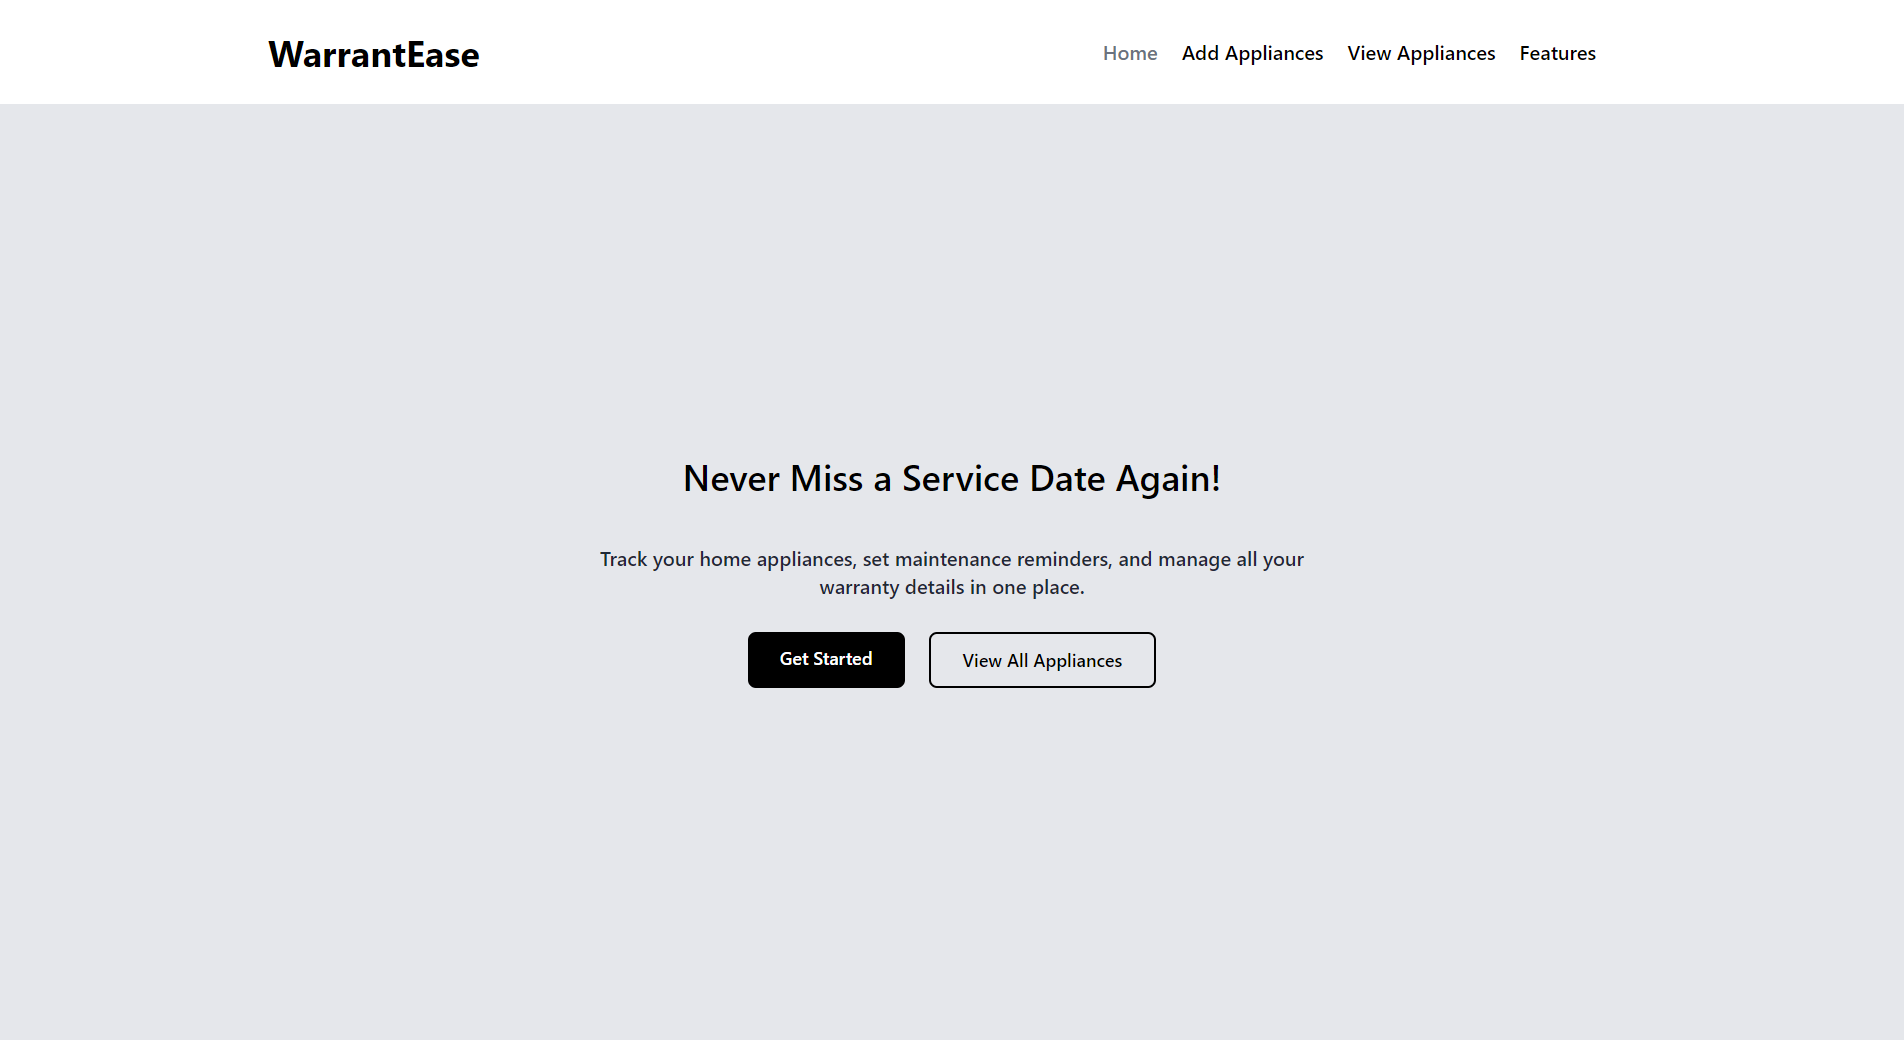 WarrantEase
Home Add Appliances View Appliances Features
Never Miss a Service Date Again!
Track your home appliances, set maintenance reminders, and manage all your
warranty details in one place.
Get Started
View All Appliances